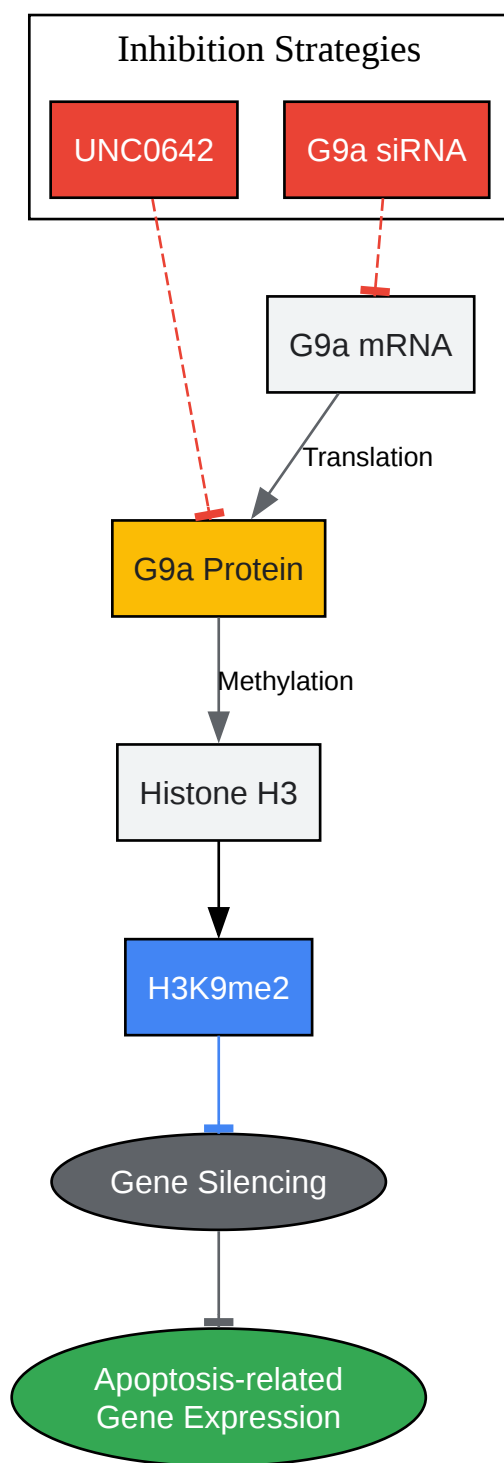 Inhibition Strategies
UNC0642
G9a siRNA
G9a mRNA
Translation
G9a Protein
Methylation
Histone H3
H3K9me2
Gene Silencing
Apoptosis-related
Gene Expression